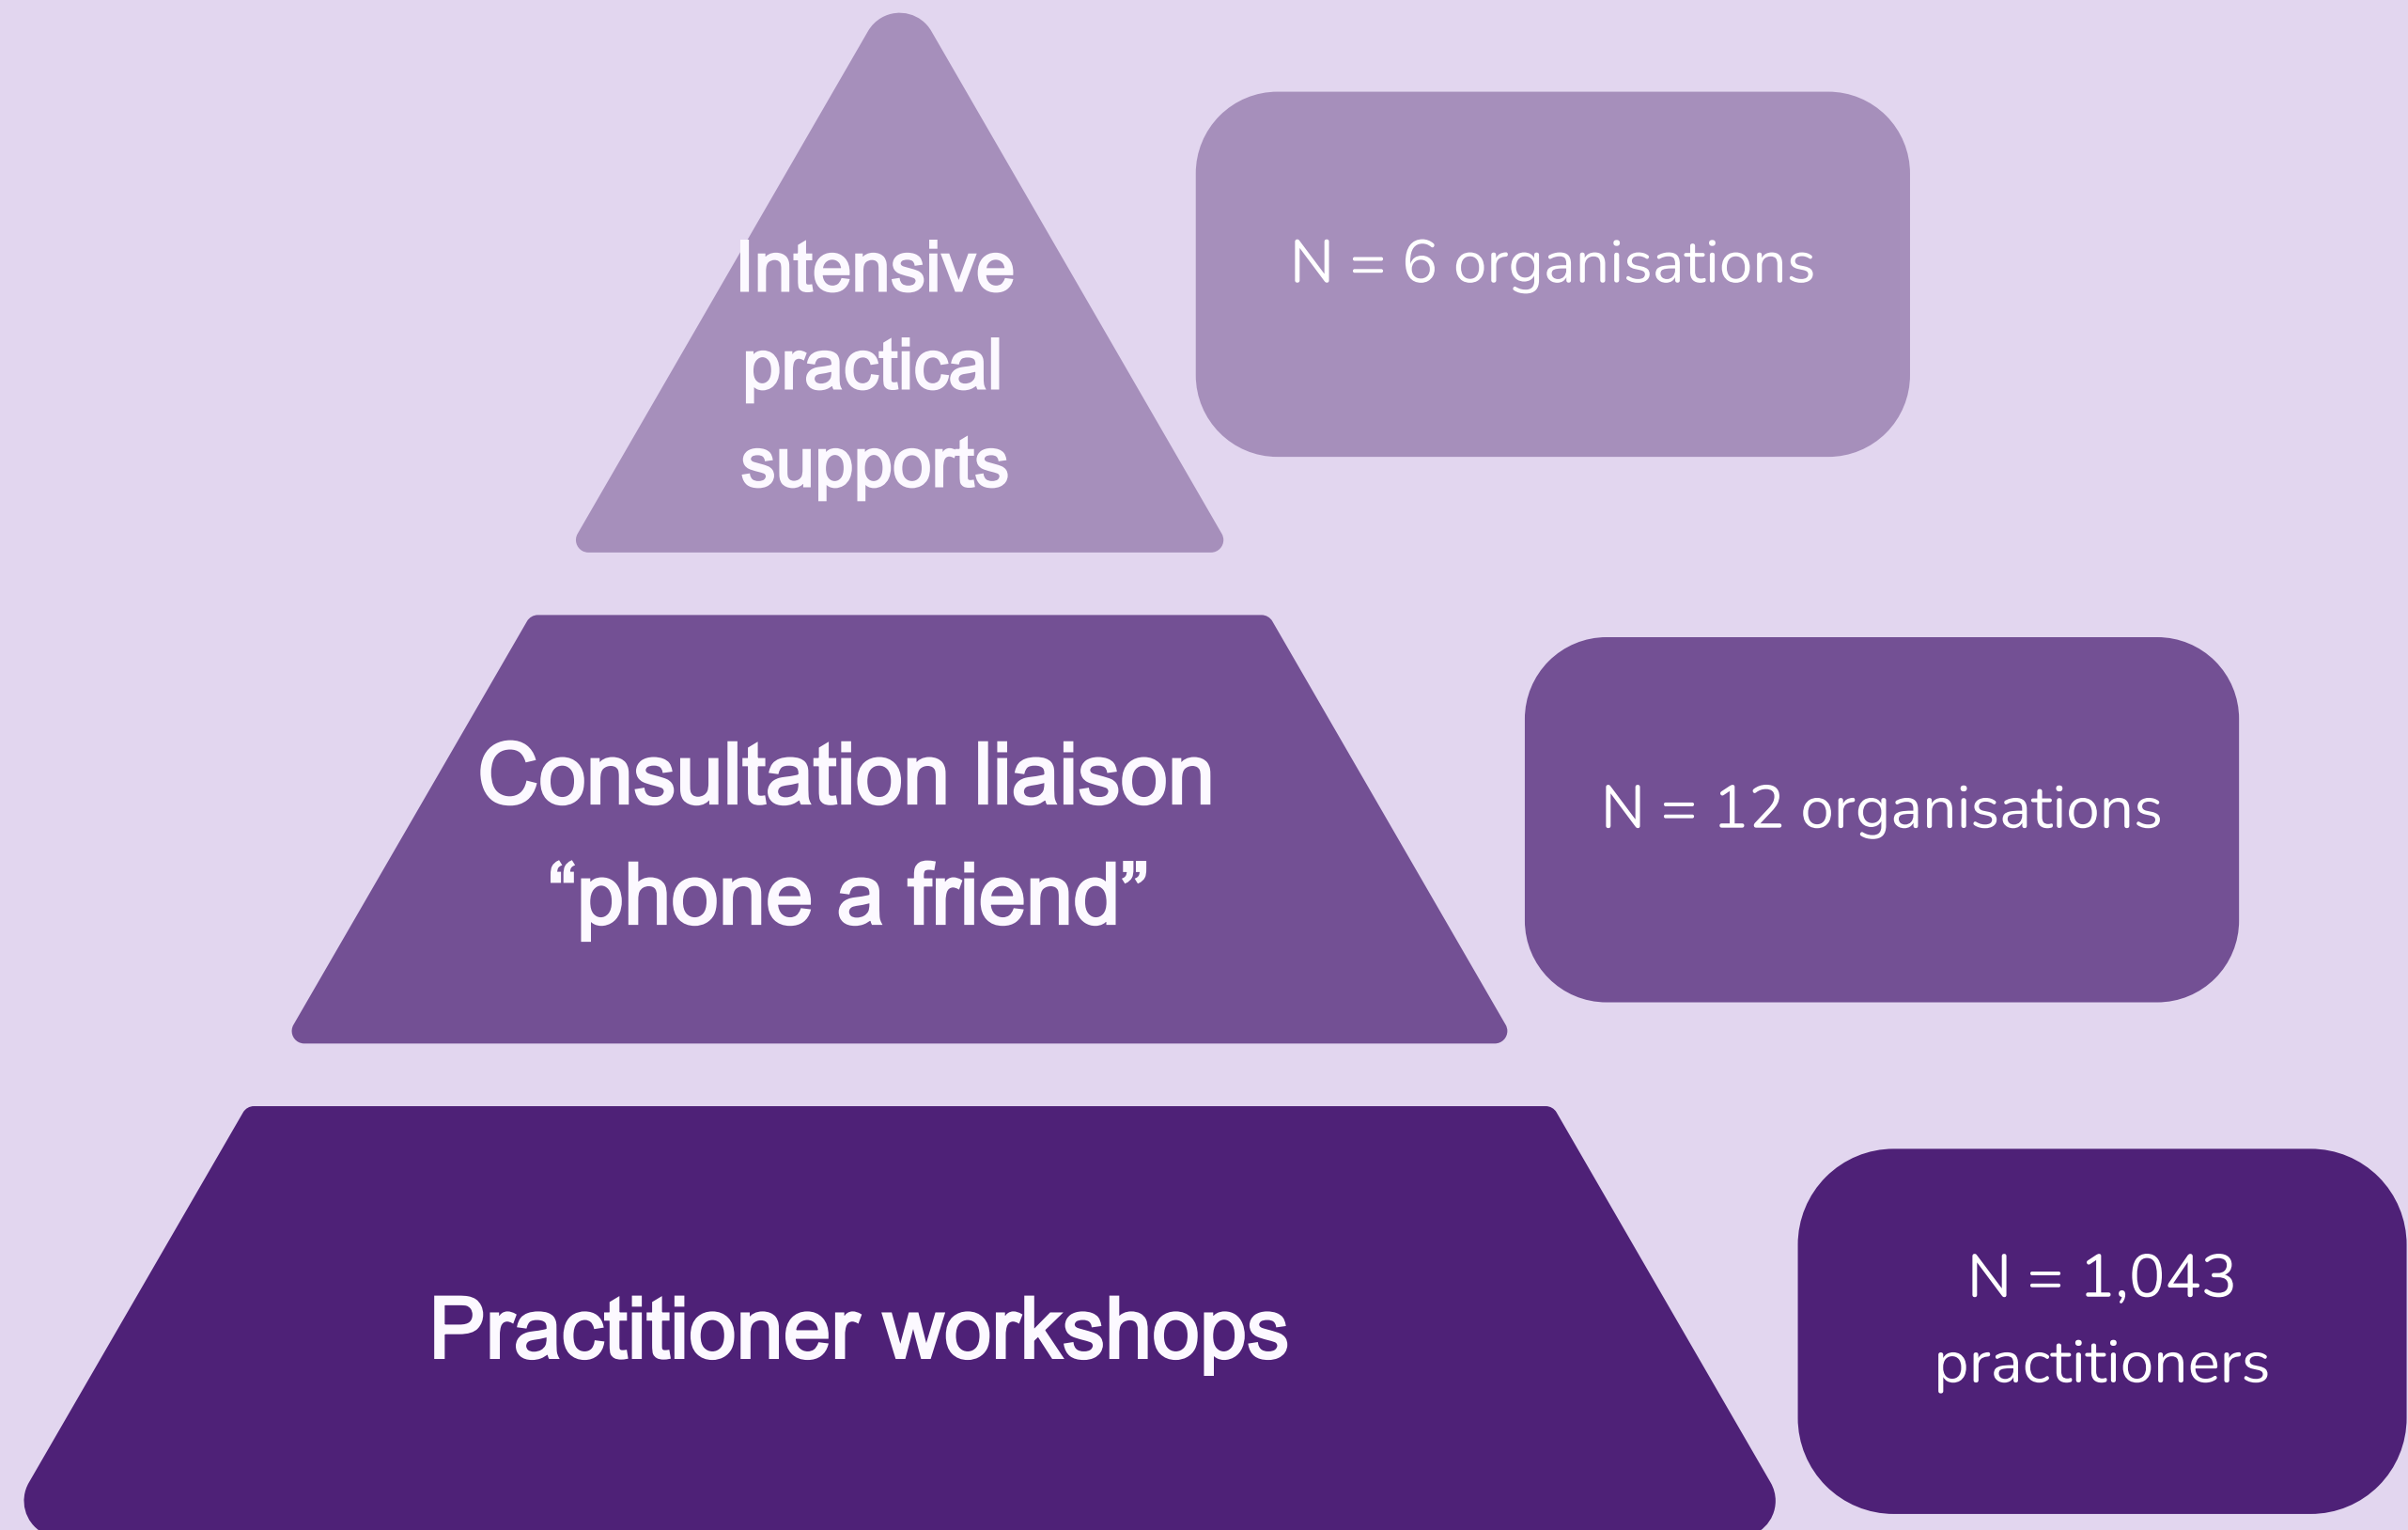 Intensive
practical
supports
N = 6 organisations
Consultation liaison
“phone a friend”
N = 12 organisations
Practitioner workshops
N = 1,043
practitioners